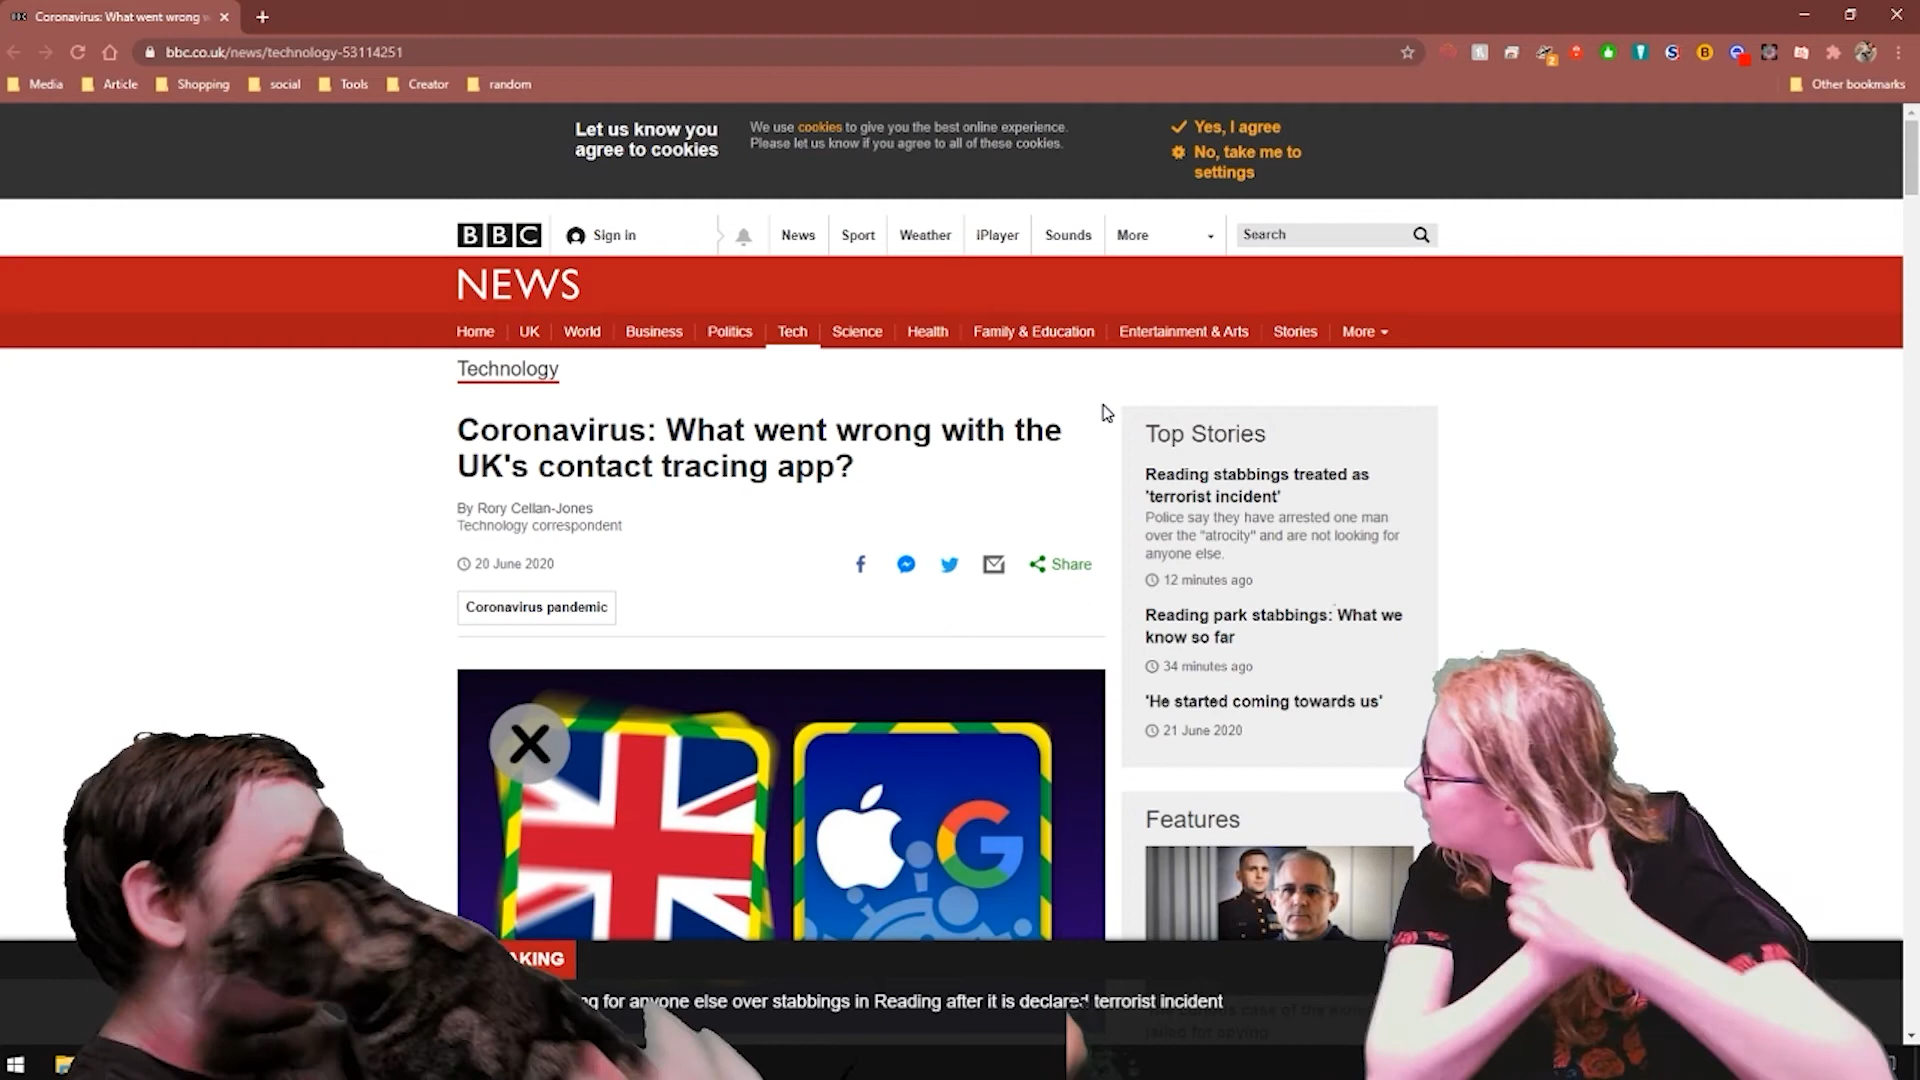 Coronavirus: What went wrong
bbc.co.uk/news/technology-53114251
Media
Article
Shopping
social
Tools
Creator
random
Other bookmarks
Let us know you
agree to cookies
We use cookies to give you the best online experience.
Please let us know if you agree to all of these cookies.
Yes, I agree
No, take me to
settings
BBC
Sign in
News
Sport
Weather
iPlayer
Sounds
More
Search
NEWS
Home
UK
World
Business
Politics
Tech
Science
Health
Family & Education
Entertainment & Arts
Stories
More
Technology
Coronavirus: What went wrong with the
UK's contact tracing app?
By Rory Cellan-Jones
Technology correspondent
20 June 2020
Share
Coronavirus pandemic
Top Stories
Reading stabbings treated as
'terrorist incident'
Police say they have arrested one man
over the "atrocity" and are not looking for
anyone else.
12 minutes ago
Reading park stabbings: What we
know so far
34 minutes ago
'He started coming towards us'
21 June 2020
Features
AKING
ng for anyone else over stabbings in Reading after it is declared terrorist incident
jailed for spying